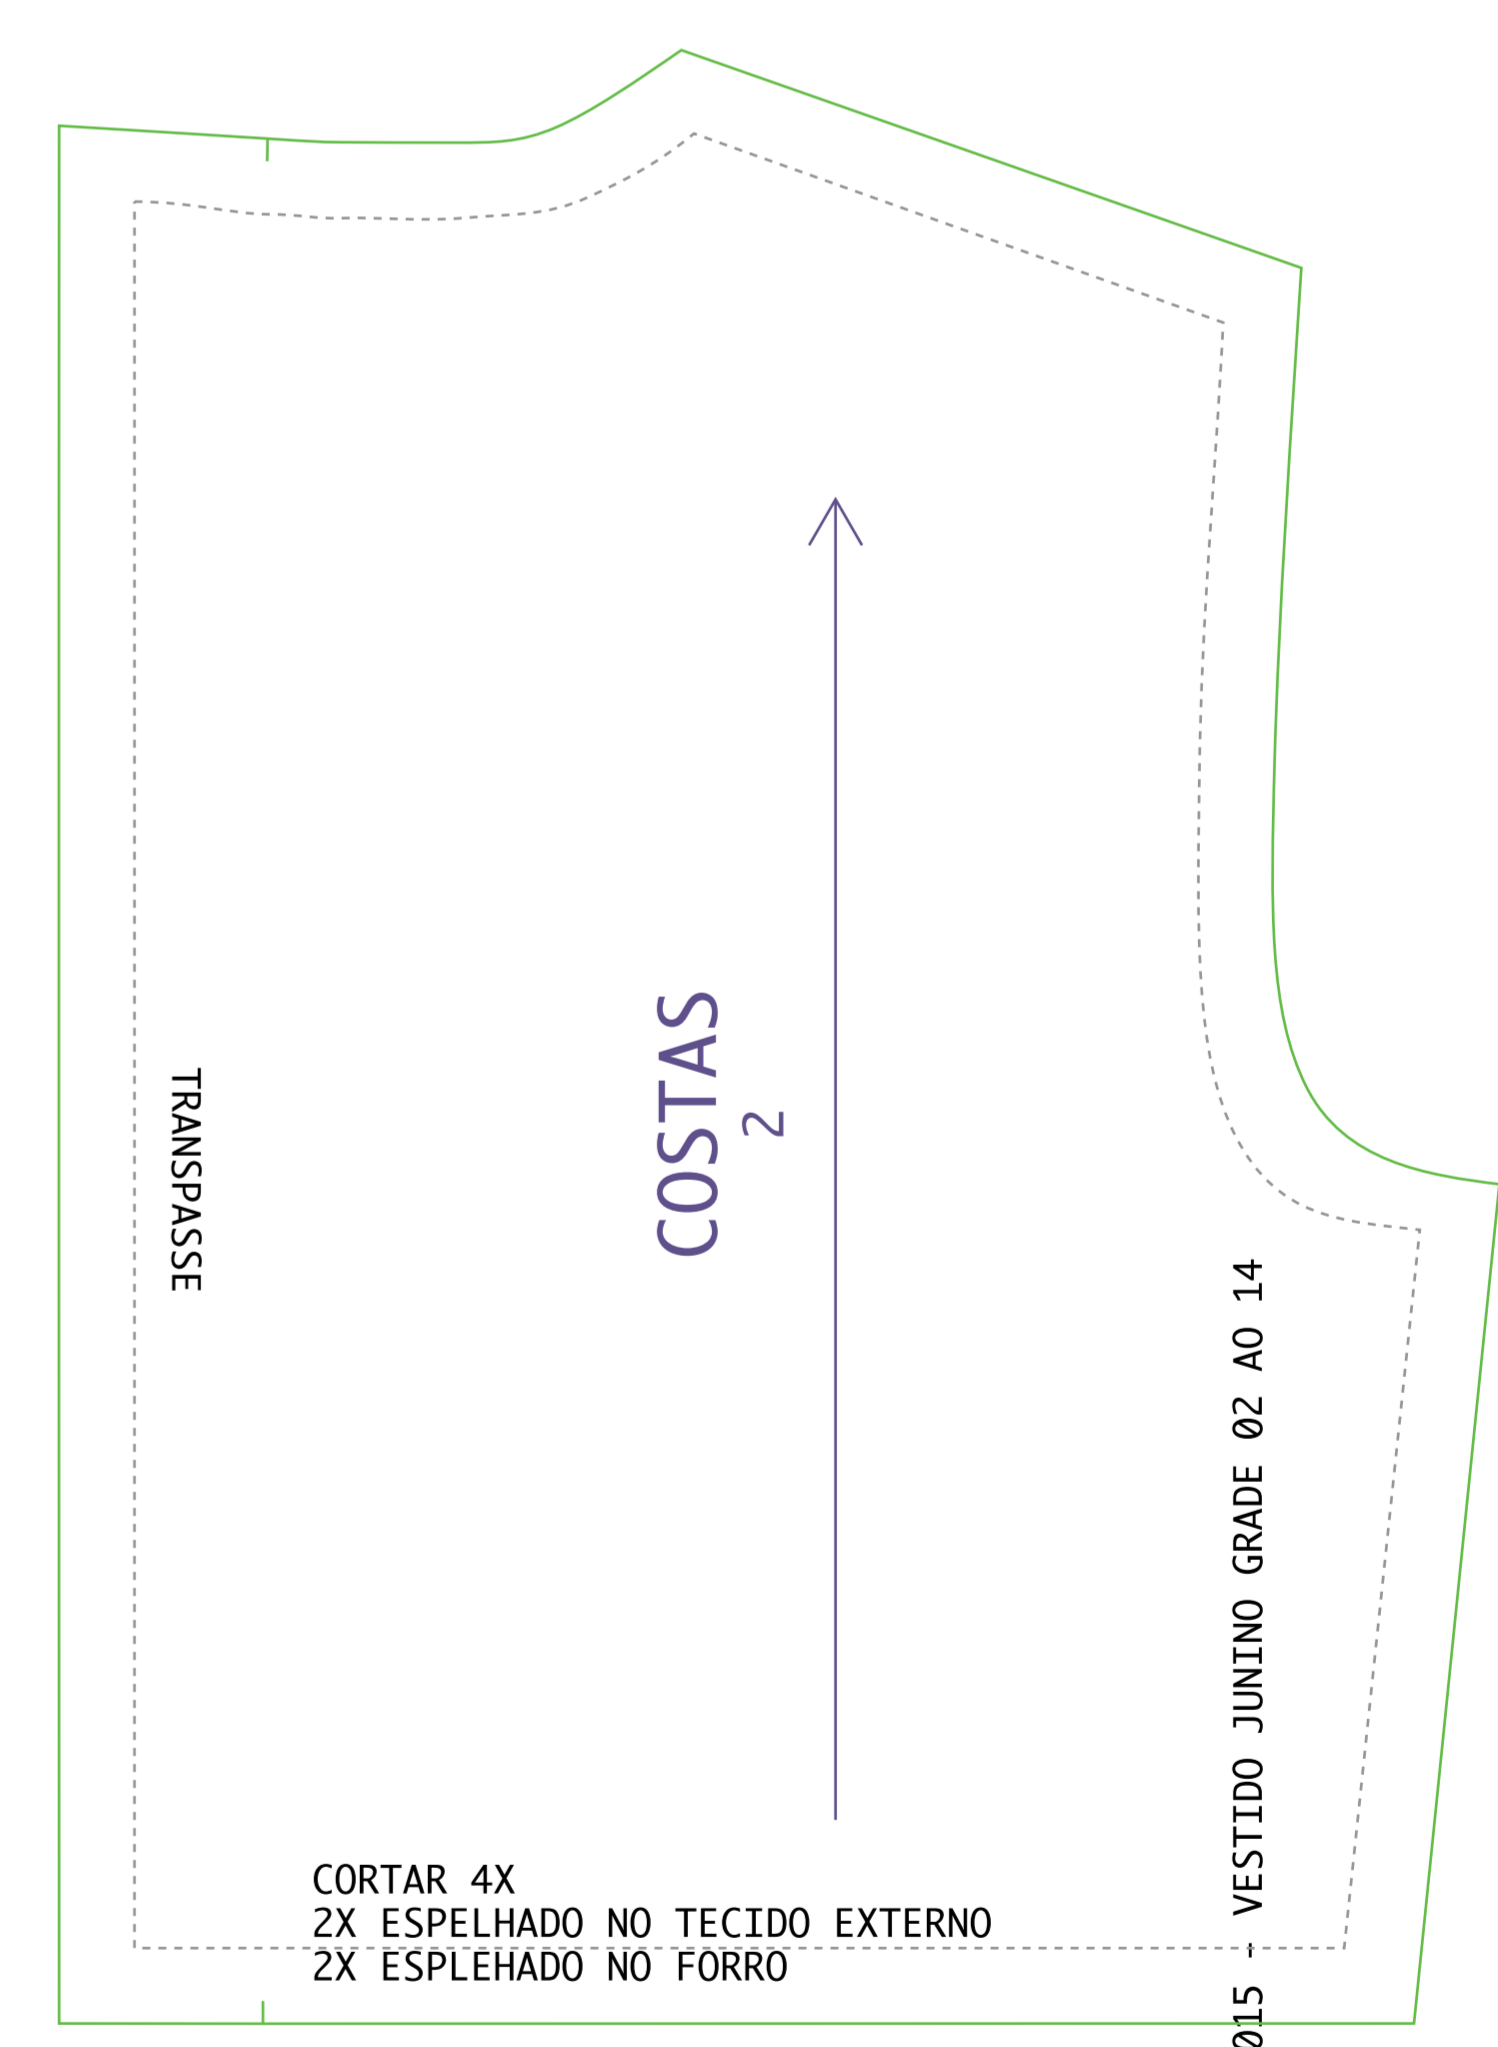 TRANSPASSE
COSTAS
2
015 - VESTIDO JUNINO GRADE 02 AO 14
CORTAR 4X
2X ESPELHADO NO TECIDO EXTERNO
2X ESPLEHADO NO FORRO